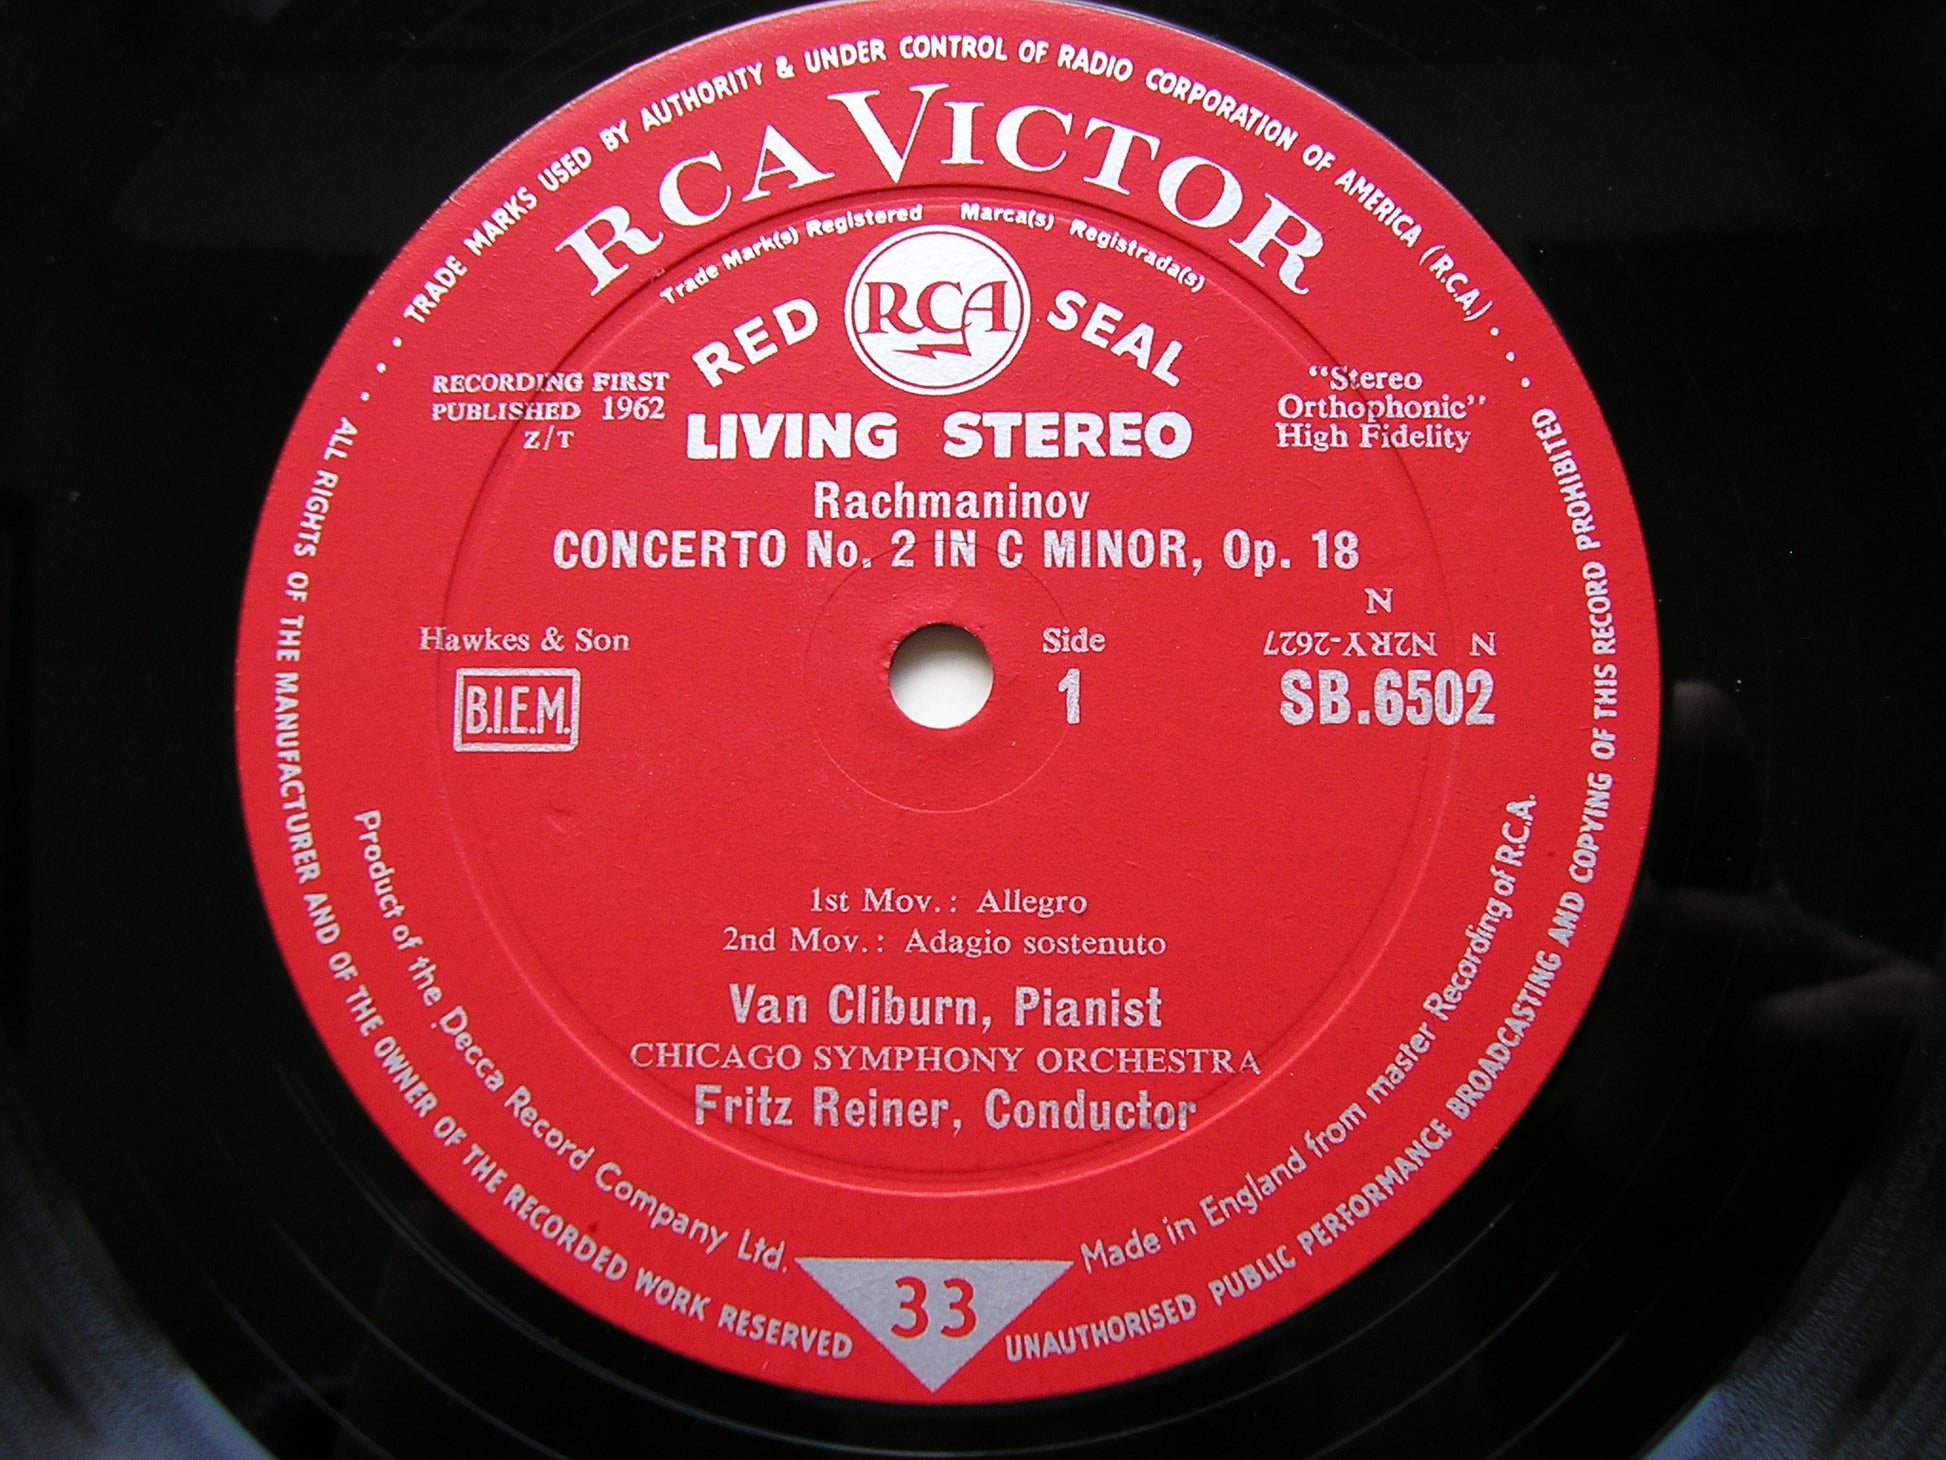 TRADE MARKS USED BY AUTHORITY & UNDER CONTROL OF RADIO CORPORATION OF AMERICA (R.C.A.)
RCA VICTOR
Trade Mark(s) Registered Marca(s) Registrada(s)
RED RCA SEAL
RECORDING FIRST
PUBLISHED 1962
Z/T
"Stereo
Orthophonic"
High Fidelity
LIVING STEREO
Rachmaninov
CONCERTO No. 2 IN C MINOR, Op. 18
Hawkes & Son
B.I.E.M.
Side
1
N
N N2RY-2627
SB.6502
1st Mov.: Allegro
2nd Mov.: Adagio sostenuto
Van Cliburn, Pianist
CHICAGO SYMPHONY ORCHESTRA
Fritz Reiner, Conductor
Product of the Decca Record Company Ltd.
Made in England from master Recording of R.C.A.
33
ALL RIGHTS OF THE MANUFACTURER AND OF THE OWNER OF THE RECORDED WORK RESERVED
UNAUTHORISED PUBLIC PERFORMANCE BROADCASTING AND COPYING OF THIS RECORD PROHIBITED